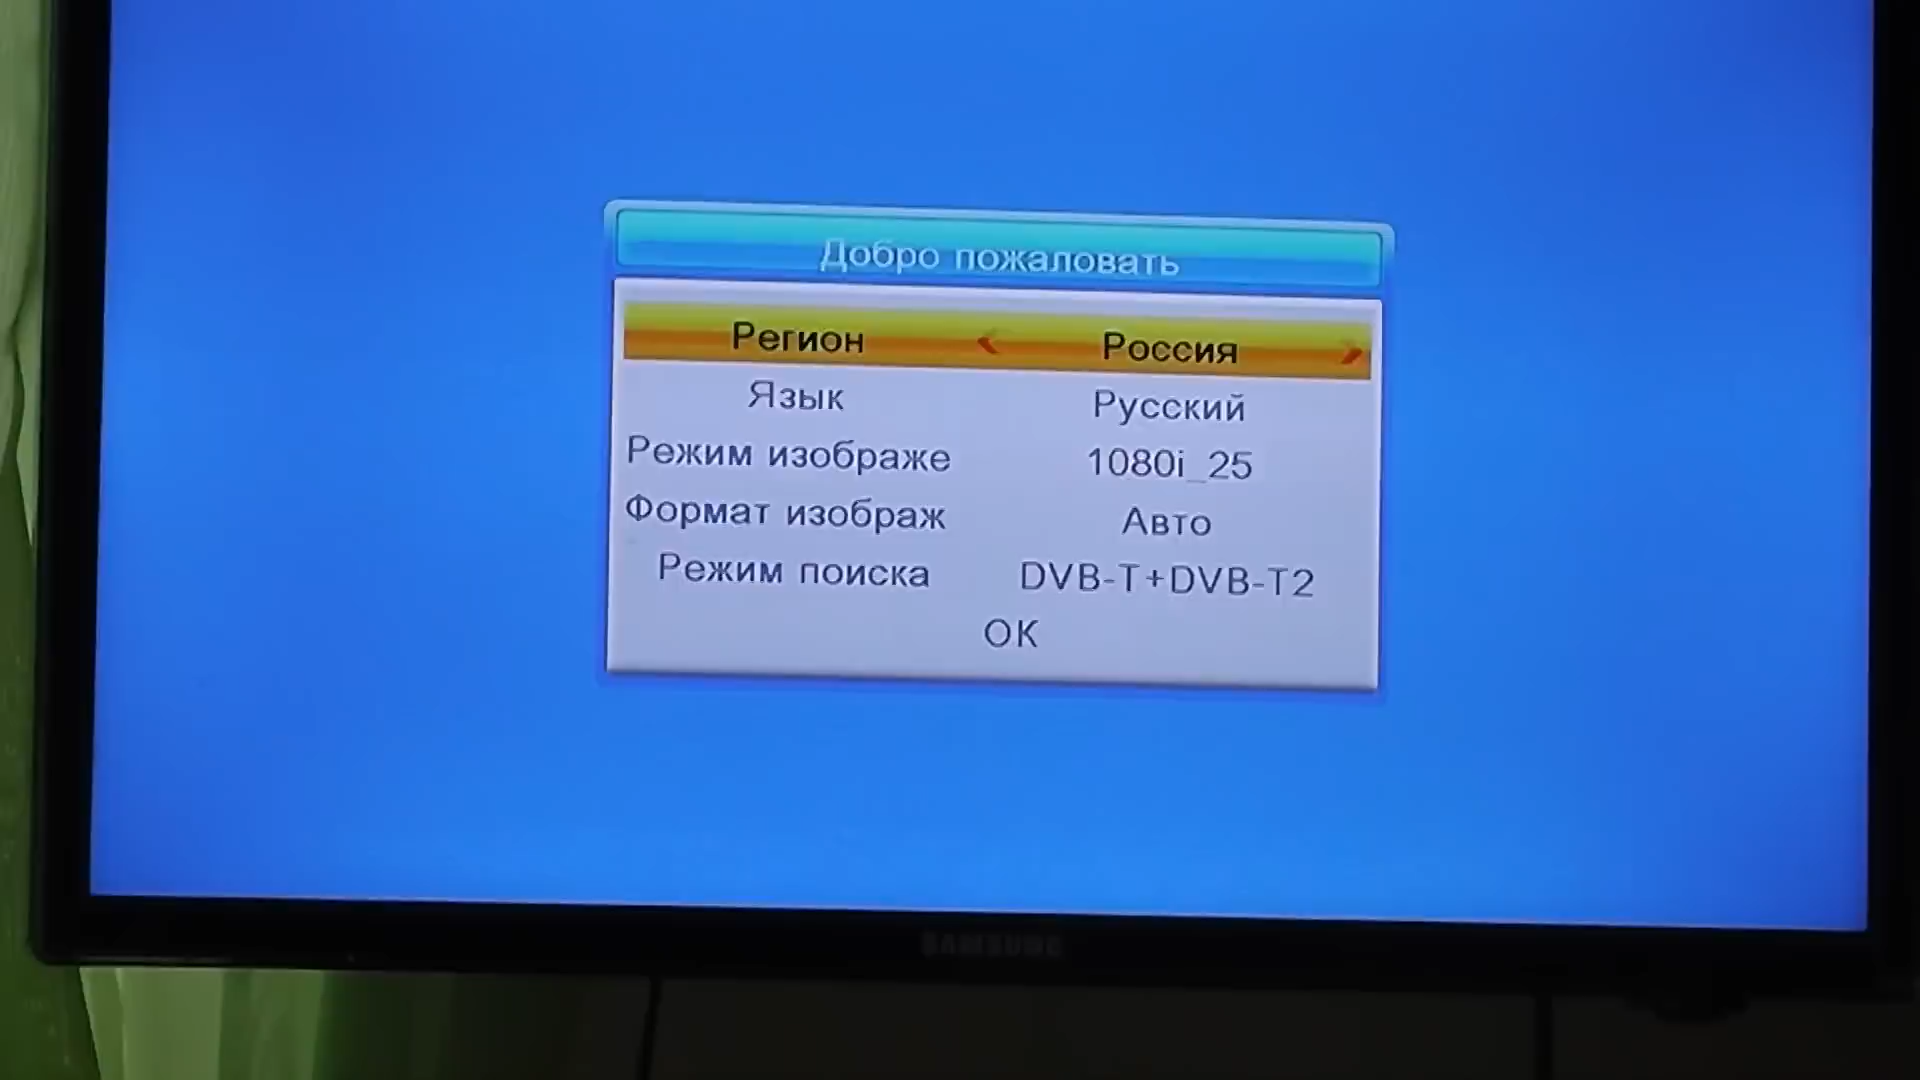 Добро пожаловать
Регион Россия
Язык Русский
Режим изображе 1080i_25
Формат изображ Авто
Режим поиска DVB-T+DVB-T2
OK
SAMSUNG